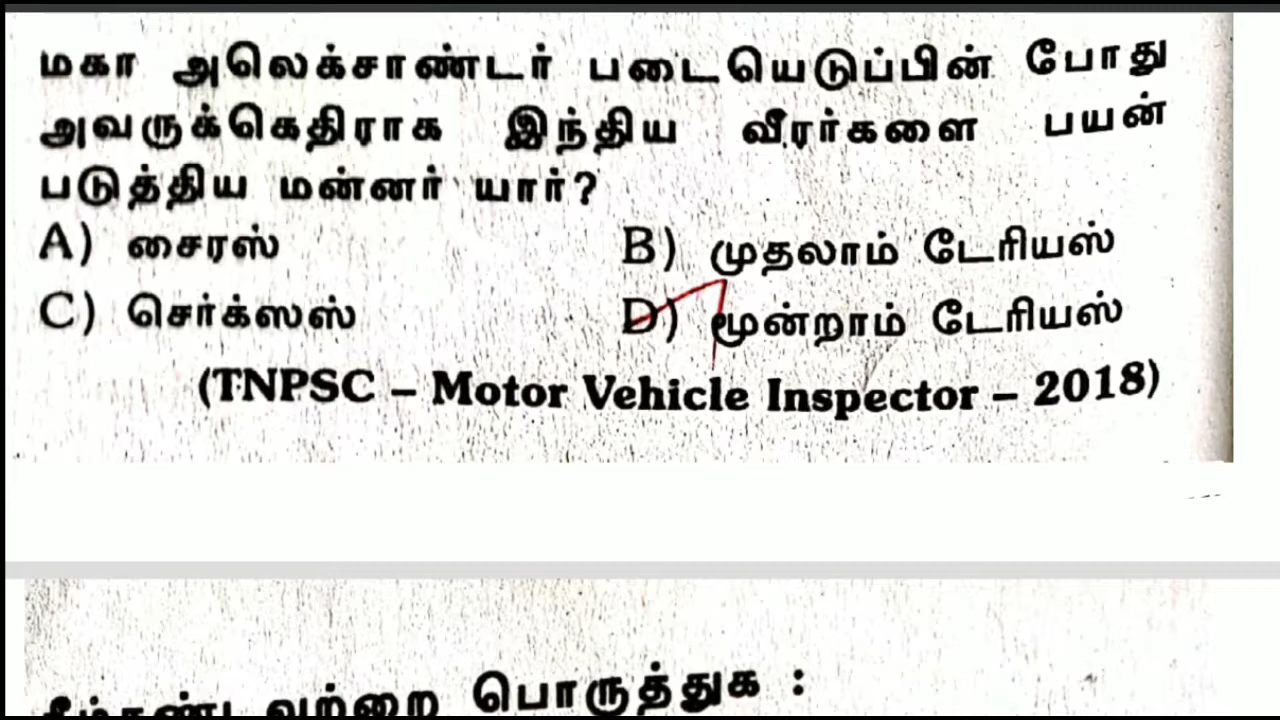 மகா அலெக்சாண்டர் படையெடுப்பின் போது
அவருக்கெதிராக இந்திய வீரர்களை பயன்
படுத்திய மன்னர் யார்?
A) சைரஸ் B) முதலாம் டேரியஸ்
C) செர்க்ஸஸ் D) மூன்றாம் டேரியஸ்
(TNPSC – Motor Vehicle Inspector – 2018)
பொருத்துக :